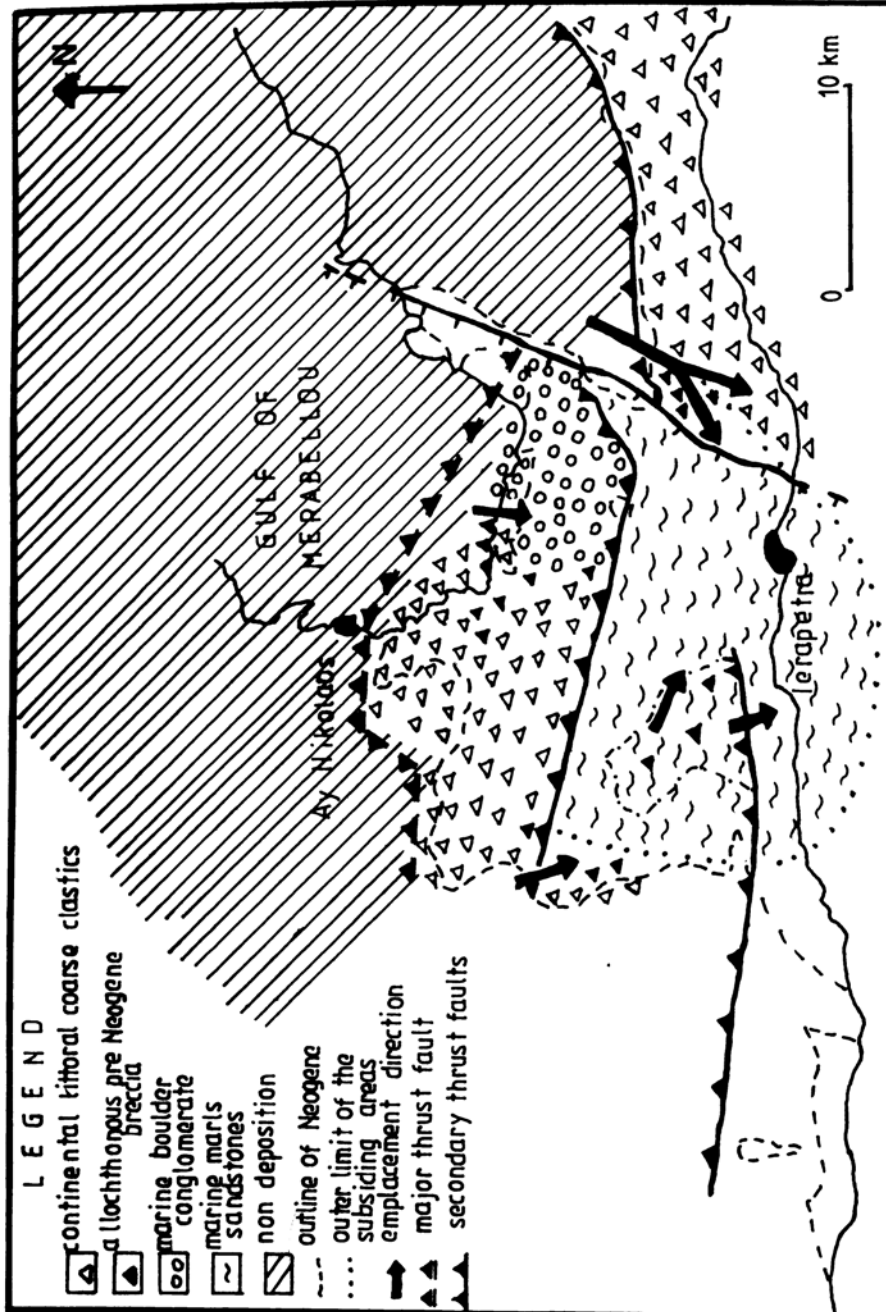 LEGEND
continental littoral coarse clastics
allochthonous pre Neogene
breccia
marine boulder
conglomerate
marine marls
sandstones
non deposition
outline of Neogene
outer limit of the
subsiding areas
emplacement direction
major thrust fault
secondary thrust faults
N
GULF OF
MERABELLOU
Ay Nikolaos
Ierapetra
0 10 km